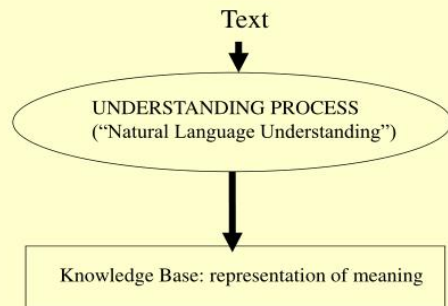 Text
UNDERSTANDING PROCESS
(“Natural Language Understanding”)
Knowledge Base: representation of meaning